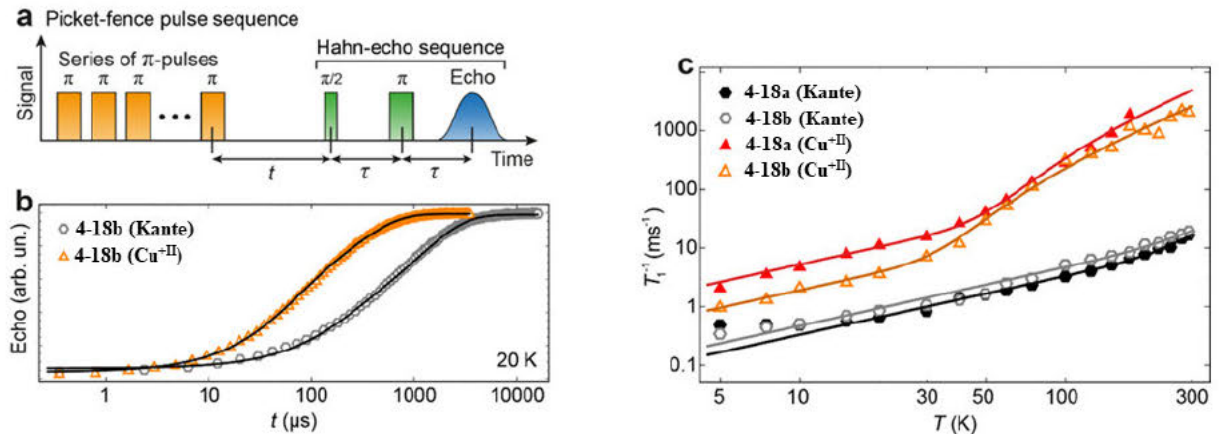 a Picket-fence pulse sequence
Hahn-echo sequence
Series of π-pulses
π π π π π/2 π Echo
Signal
Time
t τ τ
b
4-18b (Kante)
4-18b (Cu+II)
Echo (arb. un.)
20 K
1 10 100 1000 10000
t (µs)
c
4-18a (Kante)
4-18b (Kante)
4-18a (Cu+II)
4-18b (Cu+II)
T₁⁻¹ (ms⁻¹)
1000
100
10
1
0.1
5 10 30 50 100 300
T (K)